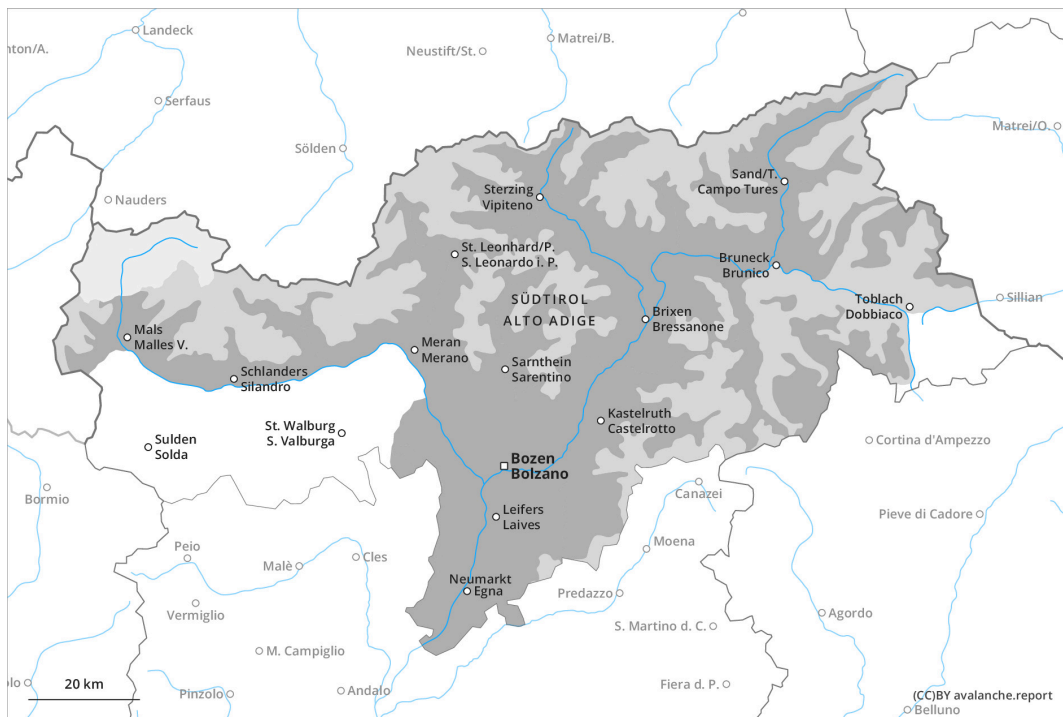 Landeck
nton/A.
Matrei/B.
Neustift/St.
Serfaus
Matrei/O.
Sölden
Sand/T.
Campo Tures
Sterzing
Vipiteno
Nauders
St. Leonhard/P.
S. Leonardo i. P.
Bruneck
Brunico
SÜDTIROL
ALTO ADIGE
Toblach
Dobbiaco
Sillian
Brixen
Bressanone
Mals
Malles V.
Meran
Merano
Sarnthein
Sarentino
Schlanders
Silandro
Kastelruth
Castelrotto
St. Walburg
S. Valburga
Sulden
Solda
Cortina d'Ampezzo
Bozen
Bolzano
Bormio
Canazei
Leifers
Laives
Pieve di Cadore
Moena
Peio
Cles
Malè
Neumarkt
Egna
Predazzo
Vermiglio
Agordo
S. Martino d. C.
M. Campiglio
olo
20 km
Pinzolo
Andalo
Fiera d. P.
(CC)BY avalanche.report
Belluno